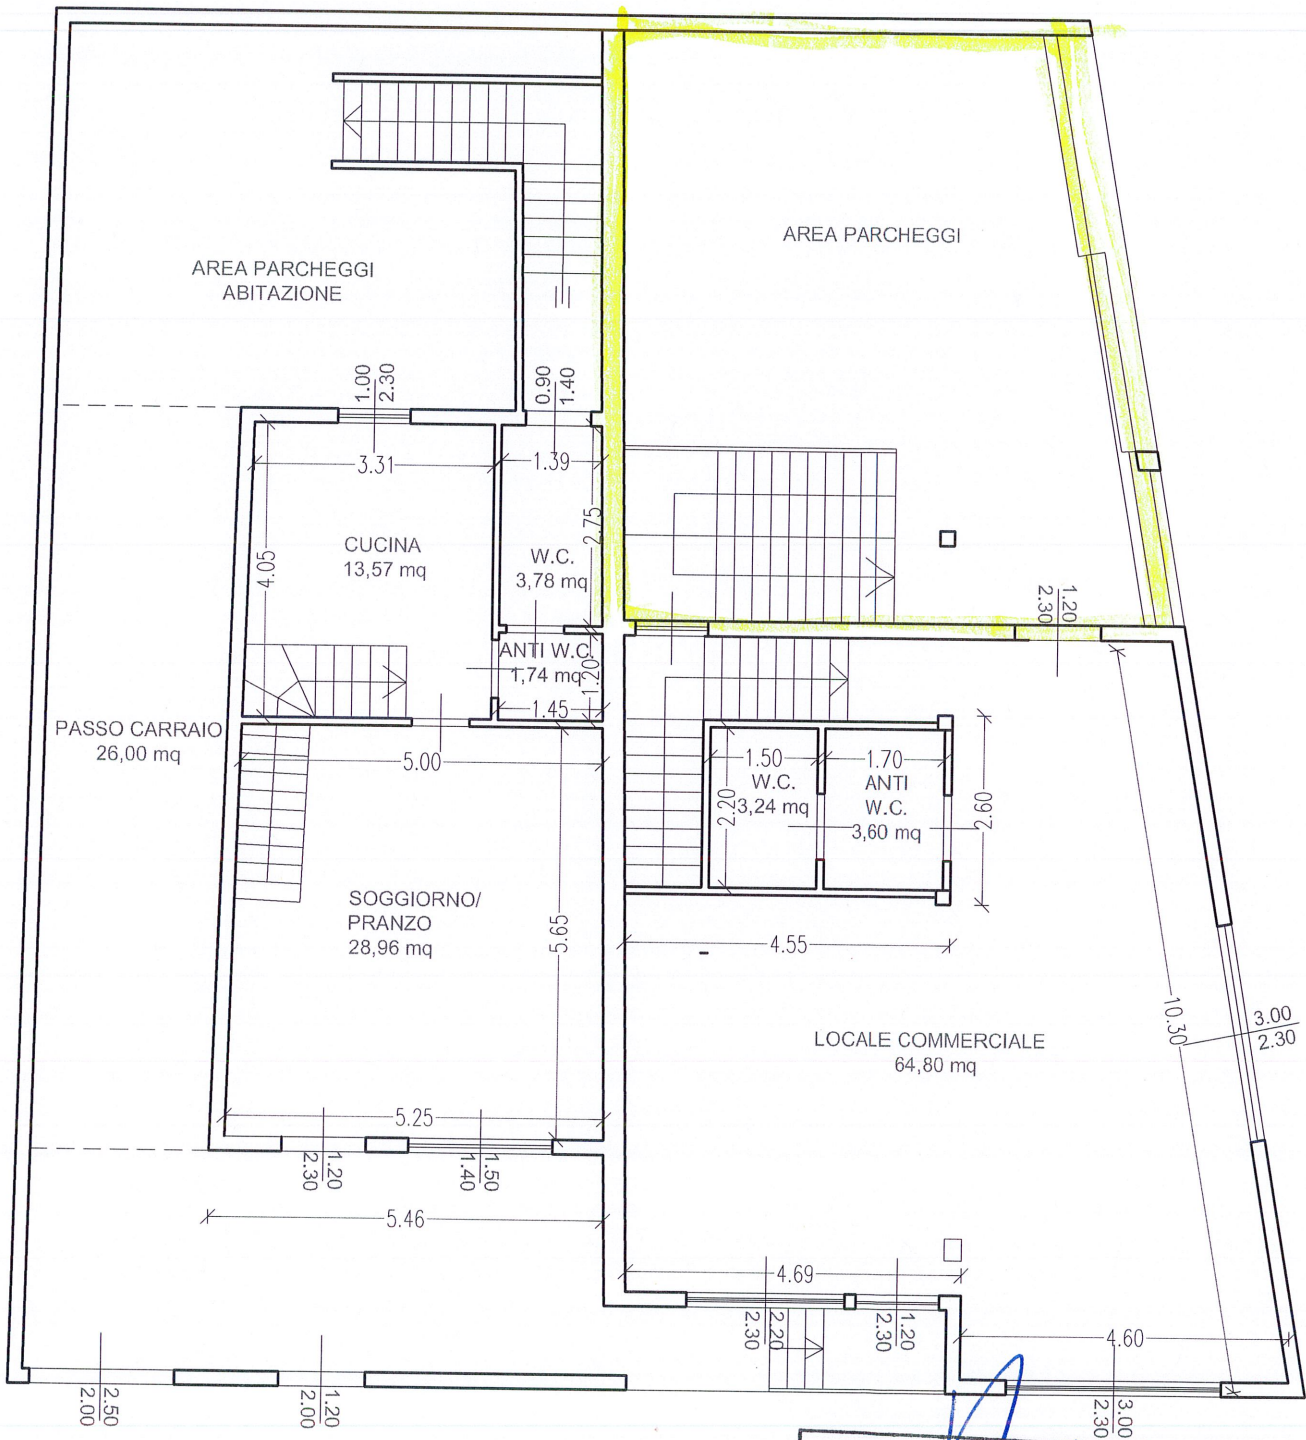 AREA PARCHEGGI
AREA PARCHEGGI
ABITAZIONE
1.00
2.30
0.90
1.40
3.31
1.39
2.75
4.05
CUCINA
13,57 mq
W.C.
3,78 mq
1.20
2.30
ANTI W.C.
1,74 mq
1.20
1.45
PASSO CARRAIO
26,00 mq
5.00
1.50
W.C.
3,24 mq
2.20
1.70
ANTI
W.C.
3,60 mq
2.60
SOGGIORNO/
PRANZO
28,96 mq
5.65
4.55
10.30
3.00
2.30
LOCALE COMMERCIALE
64,80 mq
5.25
1.20
2.30
1.50
1.40
5.46
4.69
2.20
2.30
1.20
2.30
4.60
2.50
2.00
1.20
2.00
3.00
2.30